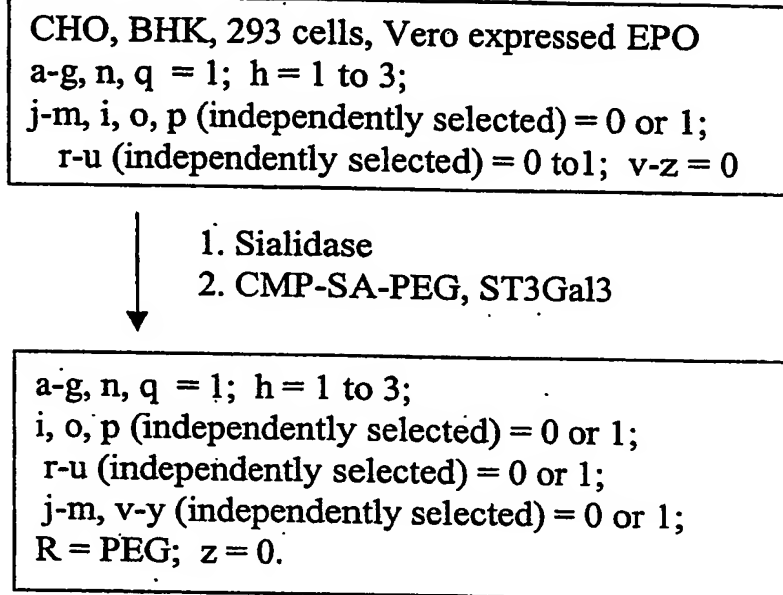 CHO, BHK, 293 cells, Vero expressed EPO
a-g, n, q = 1; h = 1 to 3;
j-m, i, o, p (independently selected) = 0 or 1;
r-u (independently selected) = 0 to1; v-z = 0
1. Sialidase
2. CMP-SA-PEG, ST3Gal3
a-g, n, q = 1; h = 1 to 3;
i, o, p (independently selected) = 0 or 1;
r-u (independently selected) = 0 or 1;
j-m, v-y (independently selected) = 0 or 1;
R = PEG; z = 0.